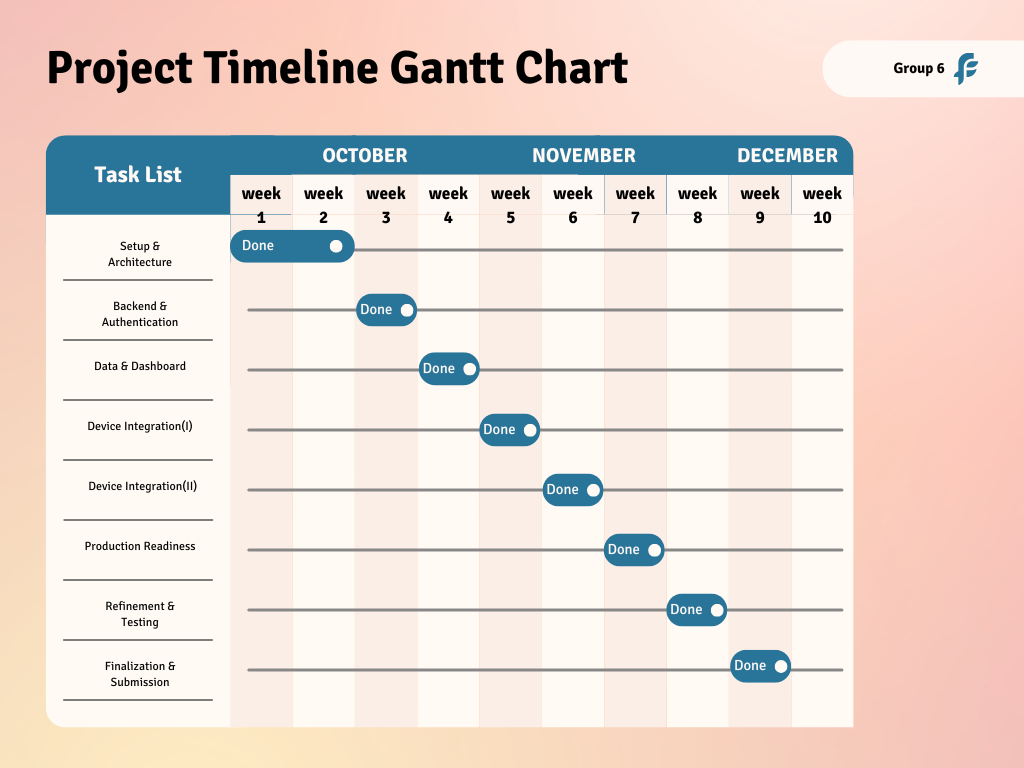 Project Timeline Gantt Chart
Group 6
Task List
OCTOBER NOVEMBER DECEMBER
week week week week week week week week week week
1 2 3 4 5 6 7 8 9 10
Setup &
Architecture
Done
Backend &
Authentication
Done
Data & Dashboard
Done
Device Integration(I)
Done
Device Integration(II)
Done
Production Readiness
Done
Refinement &
Testing
Done
Finalization &
Submission
Done